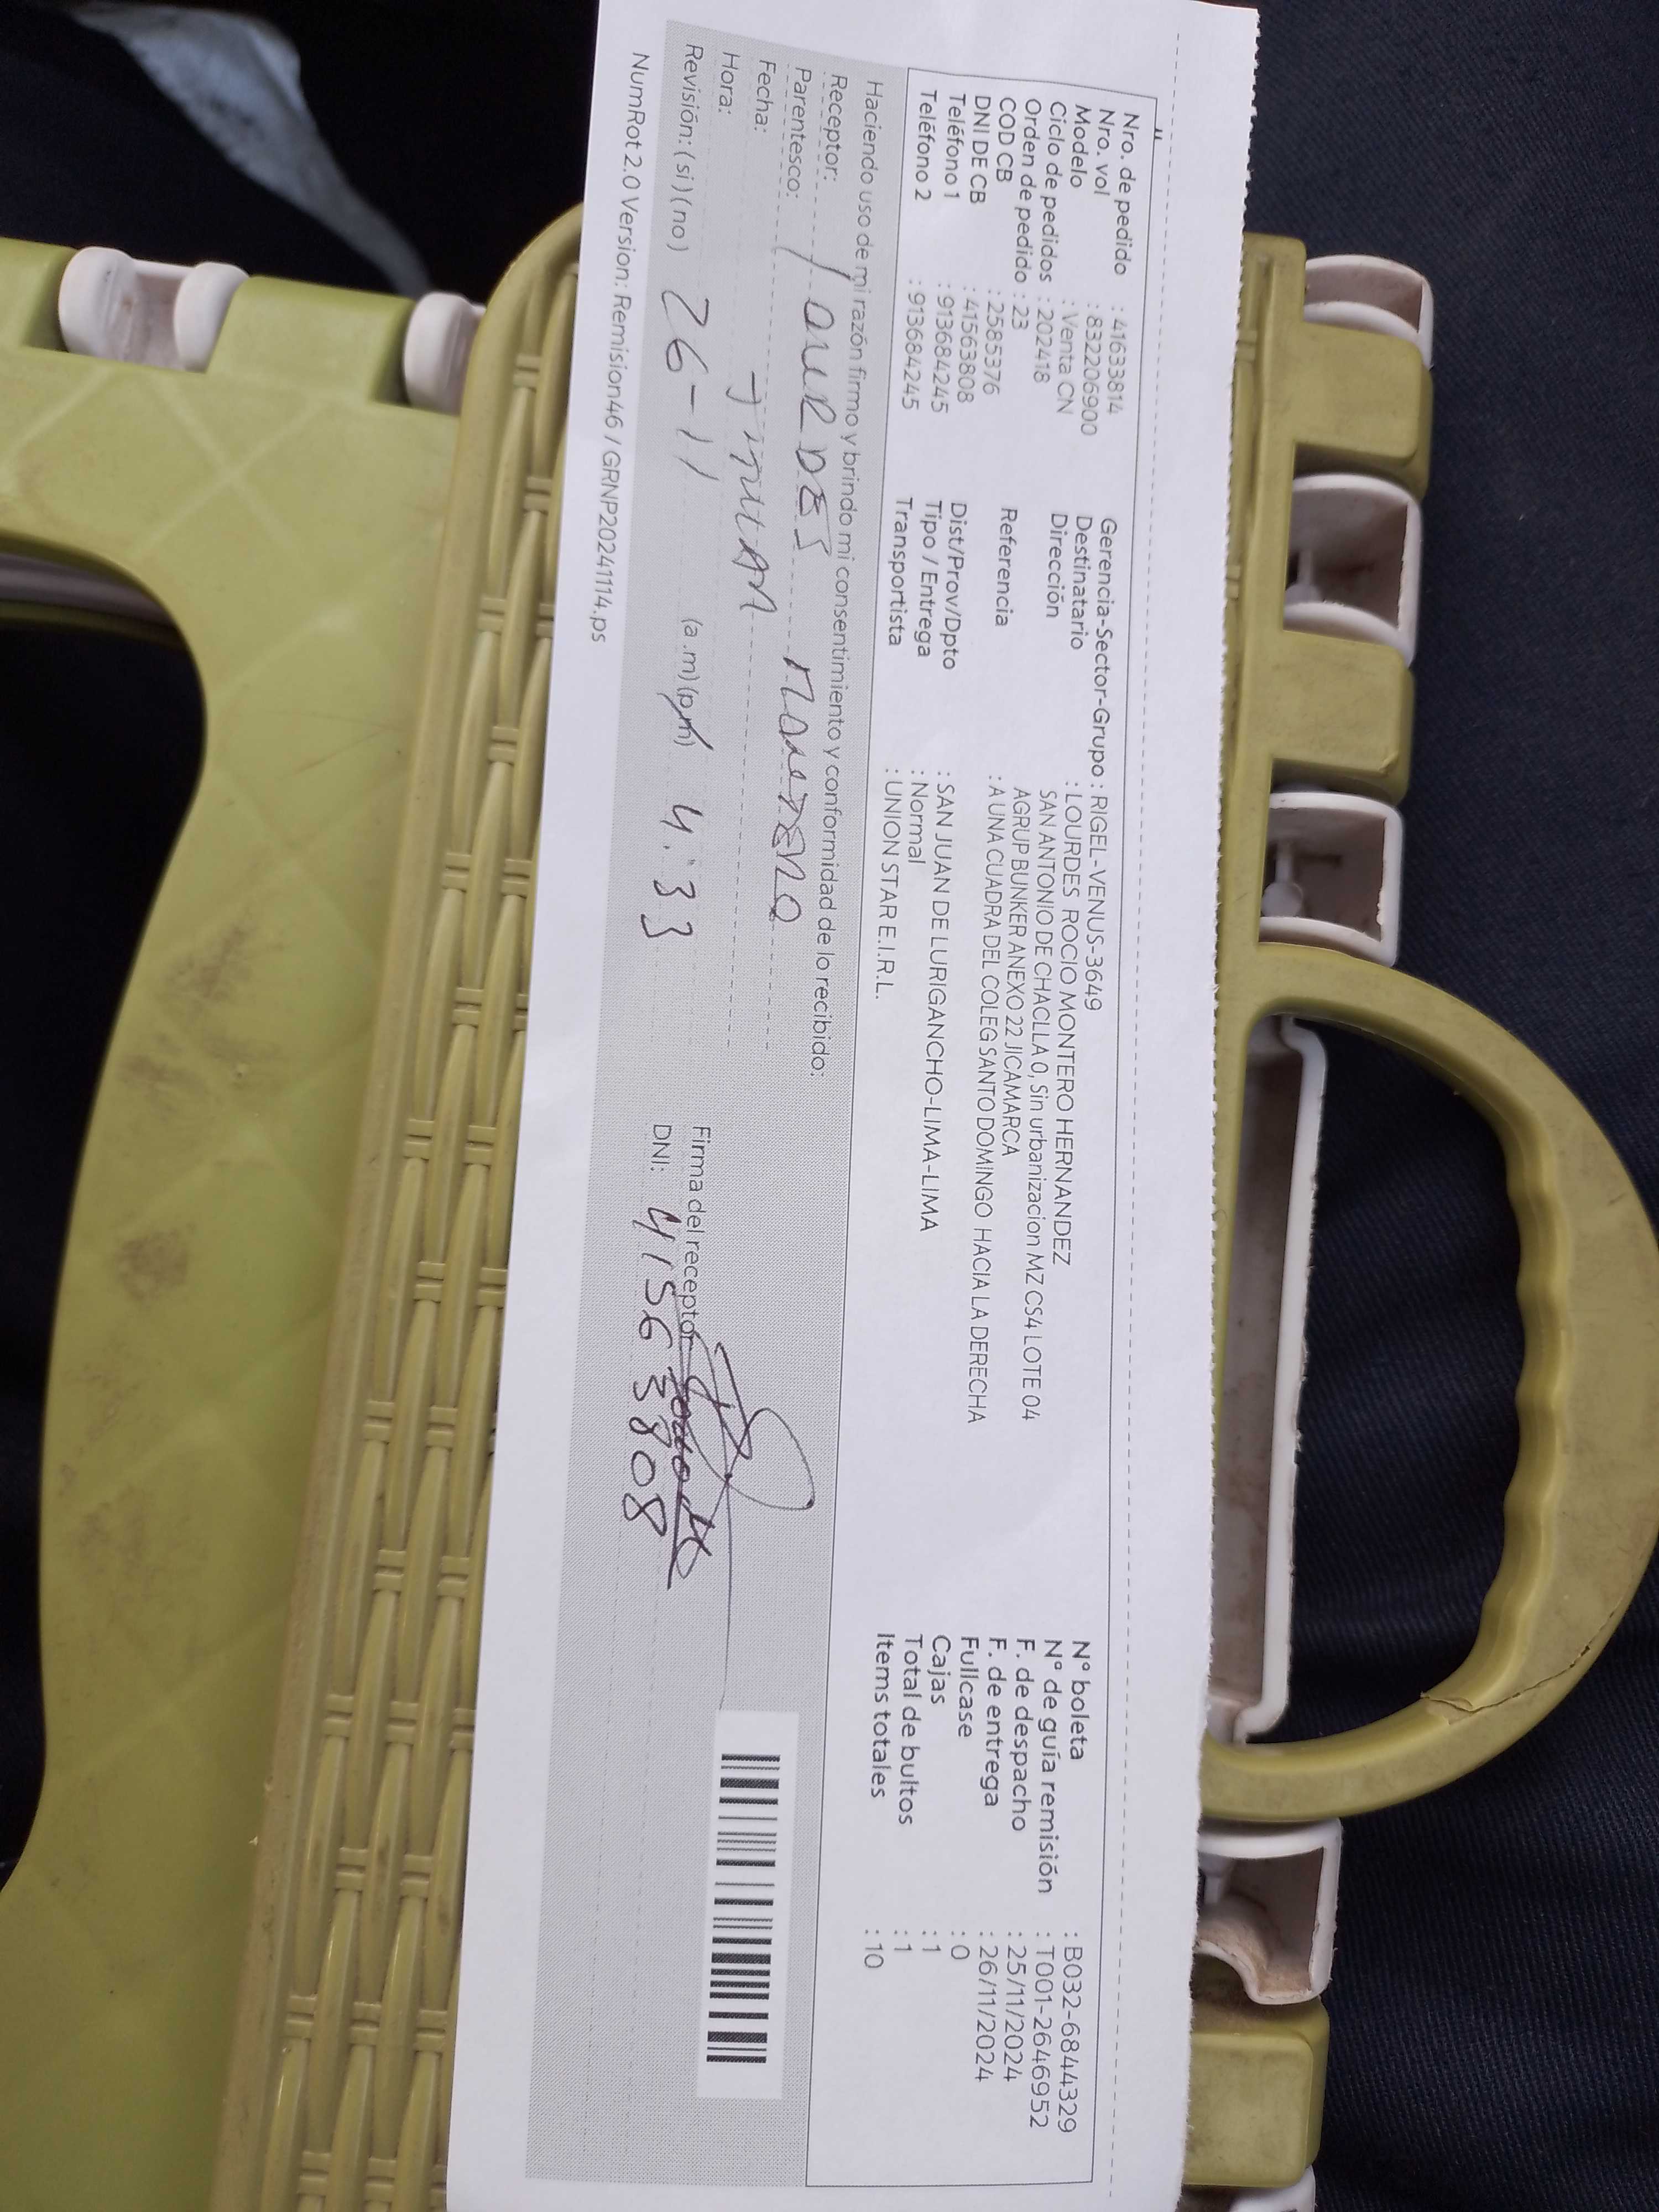 Nro. de pedido : 41633814
Nro. vol : 8322206900
Modelo : Venta CN
Ciclo de pedidos : 202418
Orden de pedido : 23
COD CB : 2585376
DNI DE CB : 41563808
Teléfono 1 : 913684245
Teléfono 2 : 913684245
Gerencia-Sector-Grupo : RIGEL-VENUS-3649
Destinatario : LOURDES ROCIO MONTERO HERNANDEZ
Dirección SAN ANTONIO DE CHACLLA 0, Sin urbanizacion MZ CS4 LOTE 04
AGRUP BUNKER ANEXO 22 JICAMARCA
Referencia : A UNA CUADRA DEL COLEG SANTO DOMINGO HACIA LA DERECHA
Dist/Prov/Dpto : SAN JUAN DE LURIGANCHO-LIMA-LIMA
Tipo / Entrega : Normal
Transportista : UNION STAR E.I.R.L.
N° boleta : B032-6844329
N° de guía remisión : T001-2646952
F. de despacho : 25/11/2024
F. de entrega : 26/11/2024
Fullcase : 0
Cajas : 1
Total de bultos : 1
Items totales : 10
Haciendo uso de mi razón firmo y brindo mi consentimiento y conformidad de lo recibido:
Receptor: LOURDES
Parentesco:
Fecha:
Hora:
Revisión: (si) (no) 26-11 (a.m) (pm) 4:33
Firma del receptor
DNI: 41563808
NumRot 2.0 Version: Remision46 / GRNP20241114.ps